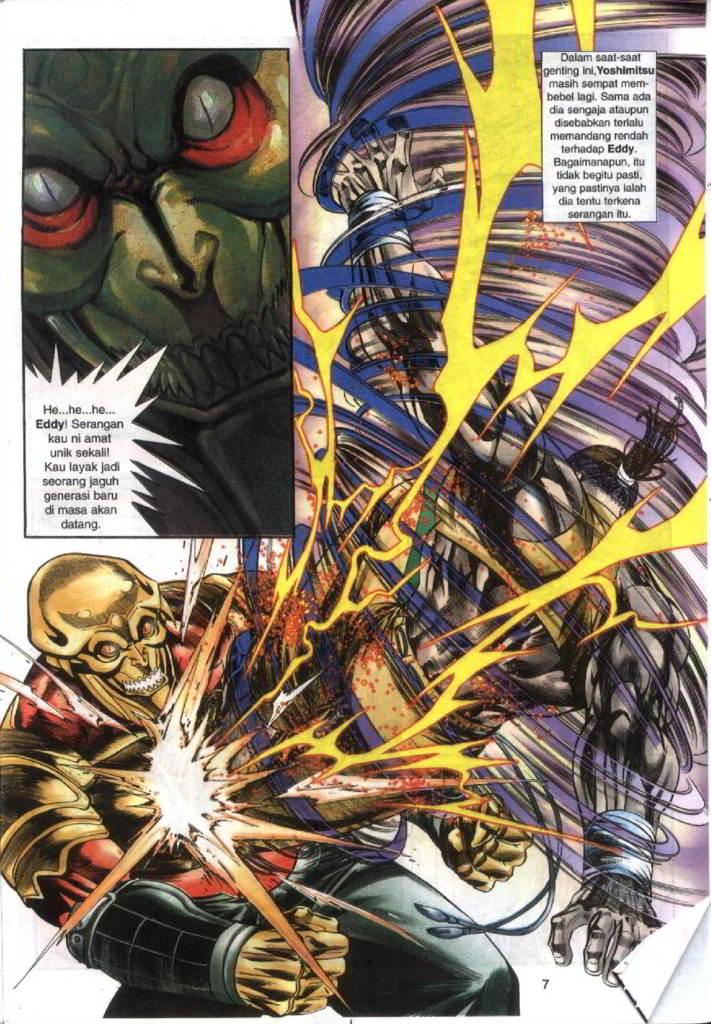 Dalam saat-saat
genting ini,Yoshimitsu
masih sempat mem-
bebel lagi. Sama ada
dia sengaja ataupun
disebabkan terlalu
memandang rendah
terhadap Eddy.
Bagaimanapun, itu
tidak begitu pasti,
yang pastinya ialah
dia tentu terkena
serangan itu.
He...he...he...
Eddy! Serangan
kau ni amat
unik sekali!
Kau layak jadi
seorang jaguh
generasi baru
di masa akan
datang.
7